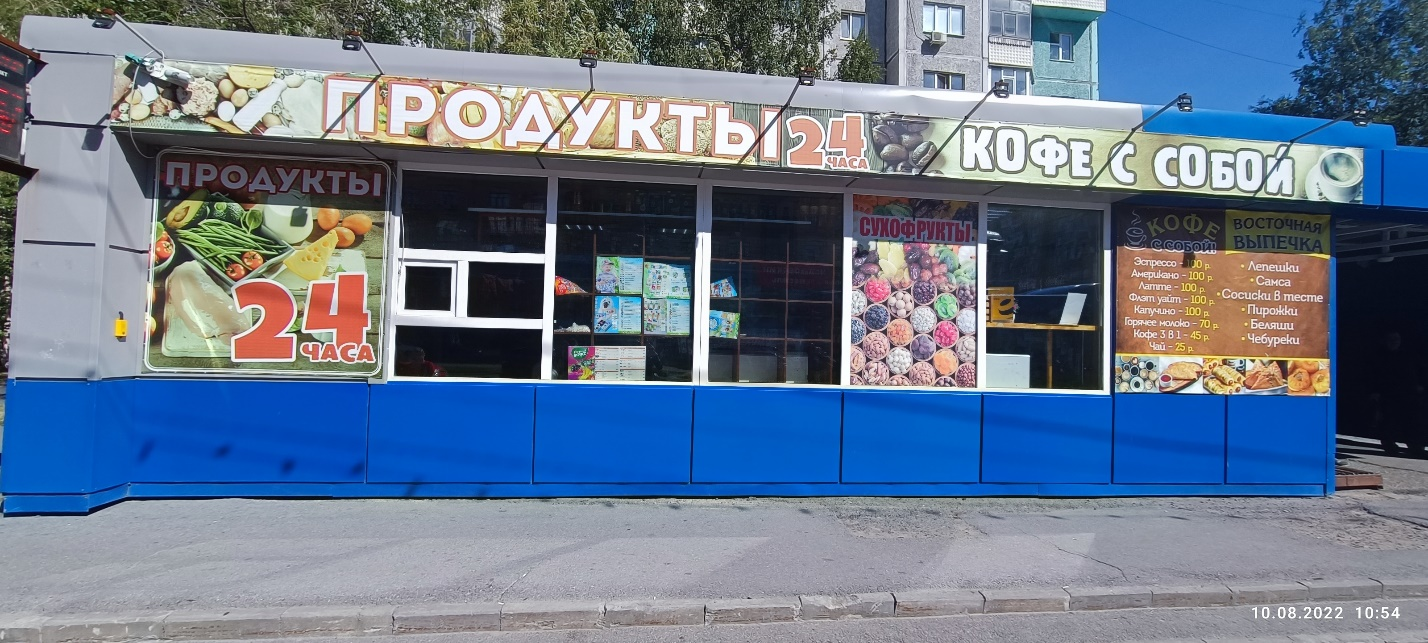 ПРОДУКТЫ 24 ЧАСА
КОФЕ С СОБОЙ
ПРОДУКТЫ
24
ЧАСА
СУХОФРУКТЫ
КОФЕ
С СОБОЙ!
Эспрессо - 100 р.
Американо - 100 р.
Латте - 100 р.
Флэт уайт - 100 р.
Капучино - 100 р.
Горячее молоко - 70 р.
Кофе 3 в 1 - 45 р.
Чай - 25 р.
ВОСТОЧНАЯ
ВЫПЕЧКА
• Лепешки
• Самса
• Сосиски в тесте
• Пирожки
• Беляши
• Чебуреки
10.08.2022 10:54